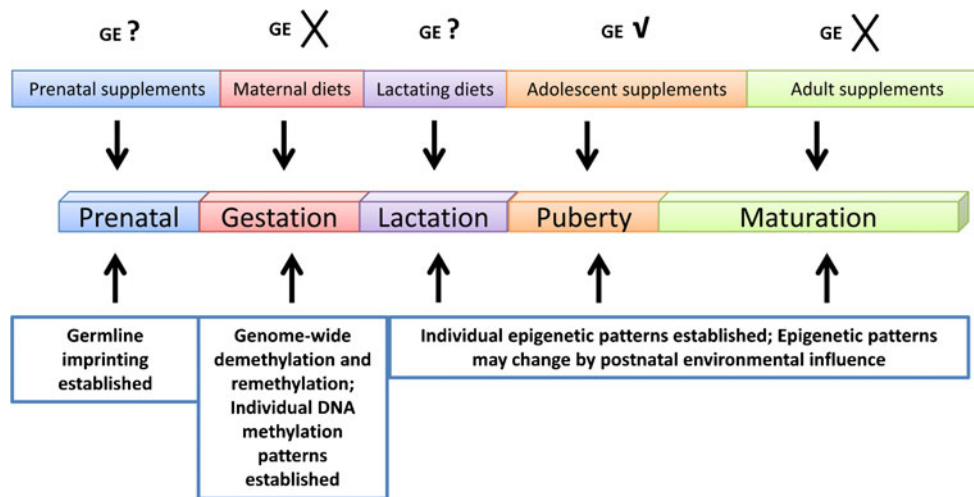 GE ? GE X GE ? GE √ GE X
Prenatal supplements Maternal diets Lactating diets Adolescent supplements Adult supplements
Prenatal Gestation Lactation Puberty Maturation
Germline
imprinting
established
Genome-wide
demethylation and
remethylation;
Individual DNA
methylation
patterns
established
Individual epigenetic patterns established; Epigenetic patterns
may change by postnatal environmental influence